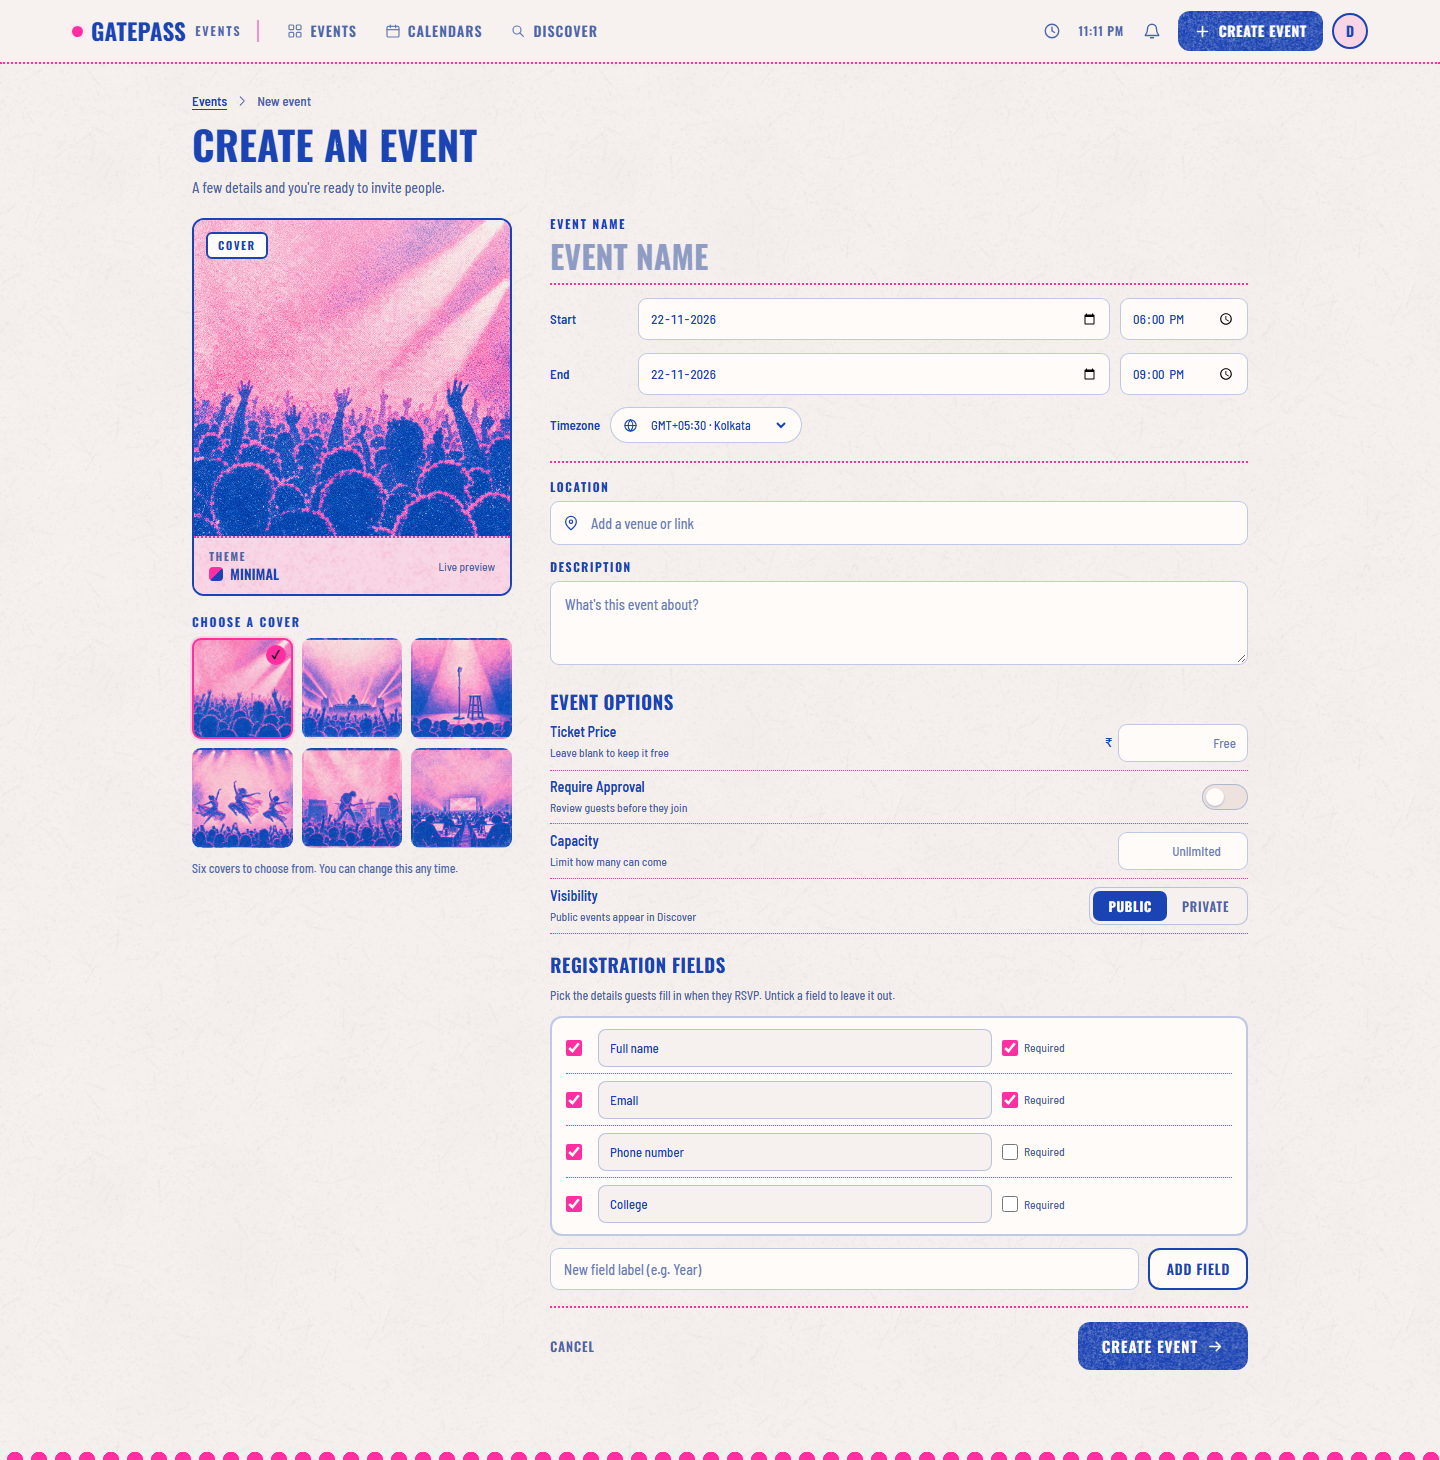 GATEPASS EVENTS
EVENTS
CALENDARS
DISCOVER
11:11 PM
CREATE EVENT
D
Events > New event
CREATE AN EVENT
A few details and you're ready to invite people.
COVER
THEME
MINIMAL
Live preview
CHOOSE A COVER
Six covers to choose from. You can change this any time.
EVENT NAME
EVENT NAME
Start
22-11-2026
06:00 PM
End
22-11-2026
09:00 PM
Timezone
GMT+05:30 · Kolkata
LOCATION
Add a venue or link
DESCRIPTION
What's this event about?
EVENT OPTIONS
Ticket Price
Leave blank to keep it free
₹
Free
Require Approval
Review guests before they join
Capacity
Limit how many can come
Unlimited
Visibility
Public events appear in Discover
PUBLIC
PRIVATE
REGISTRATION FIELDS
Pick the details guests fill in when they RSVP. Untick a field to leave it out.
Full name
Required
Email
Required
Phone number
Required
College
Required
New field label (e.g. Year)
ADD FIELD
CANCEL
CREATE EVENT →